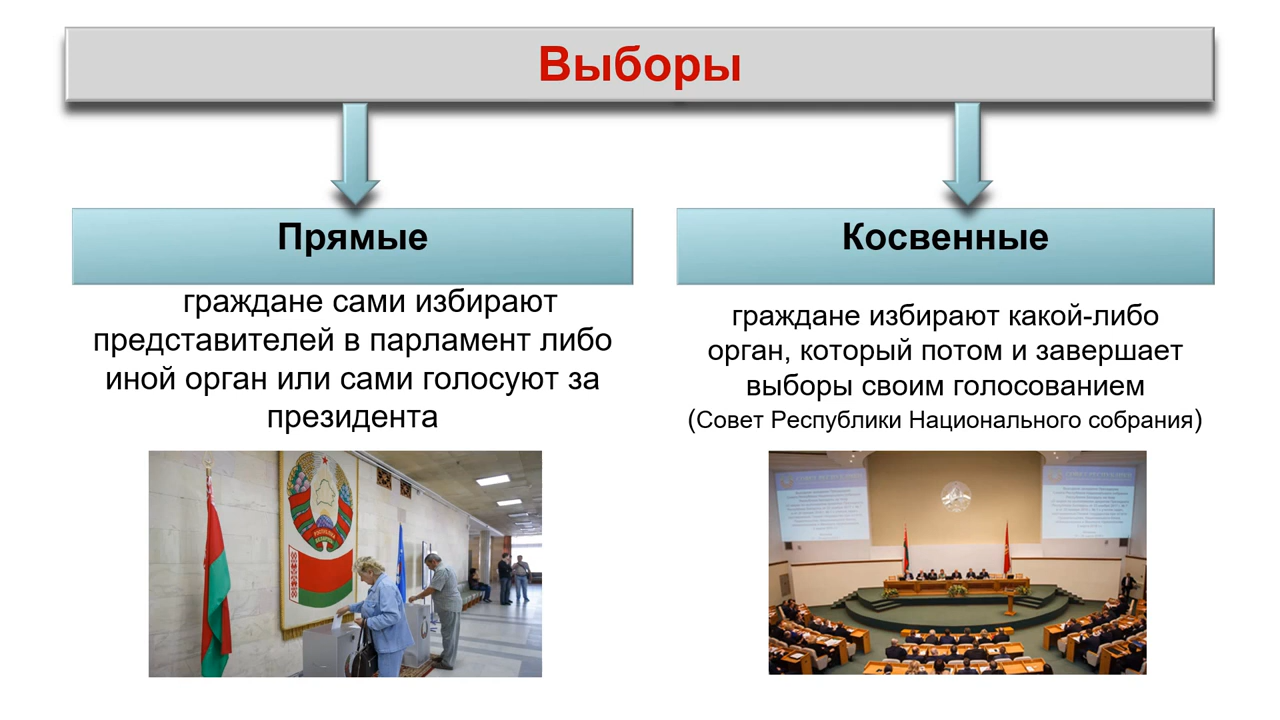 Выборы
Прямые
граждане сами избирают
представителей в парламент либо
иной орган или сами голосуют за
президента
Косвенные
граждане избирают какой-либо
орган, который потом и завершает
выборы своим голосованием
(Совет Республики Национального собрания)